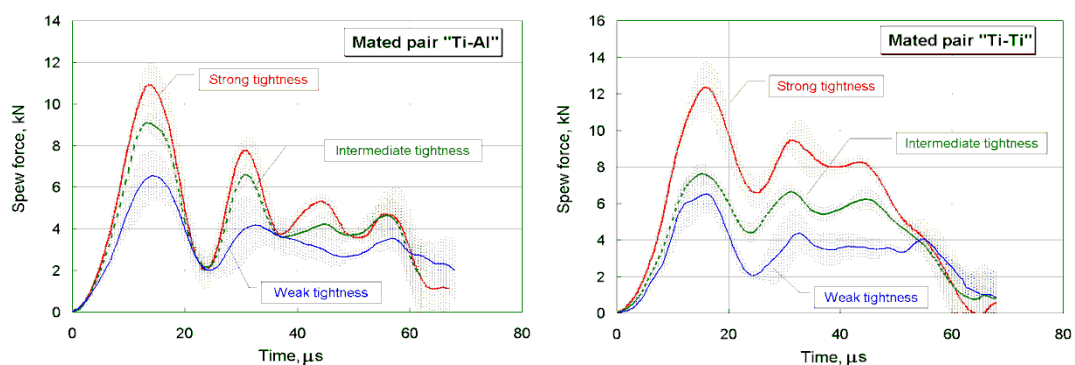 Mated pair "Ti-Al"
Strong tightness
Intermediate tightness
Weak tightness
Spew force, kN
14
12
10
8
6
4
2
0
0 20 40 60 80
Time, μs
Mated pair "Ti-Ti"
Strong tightness
Intermediate tightness
Weak tightness
Spew force, kN
16
14
12
10
8
6
4
2
0
0 20 40 60 80
Time, μs